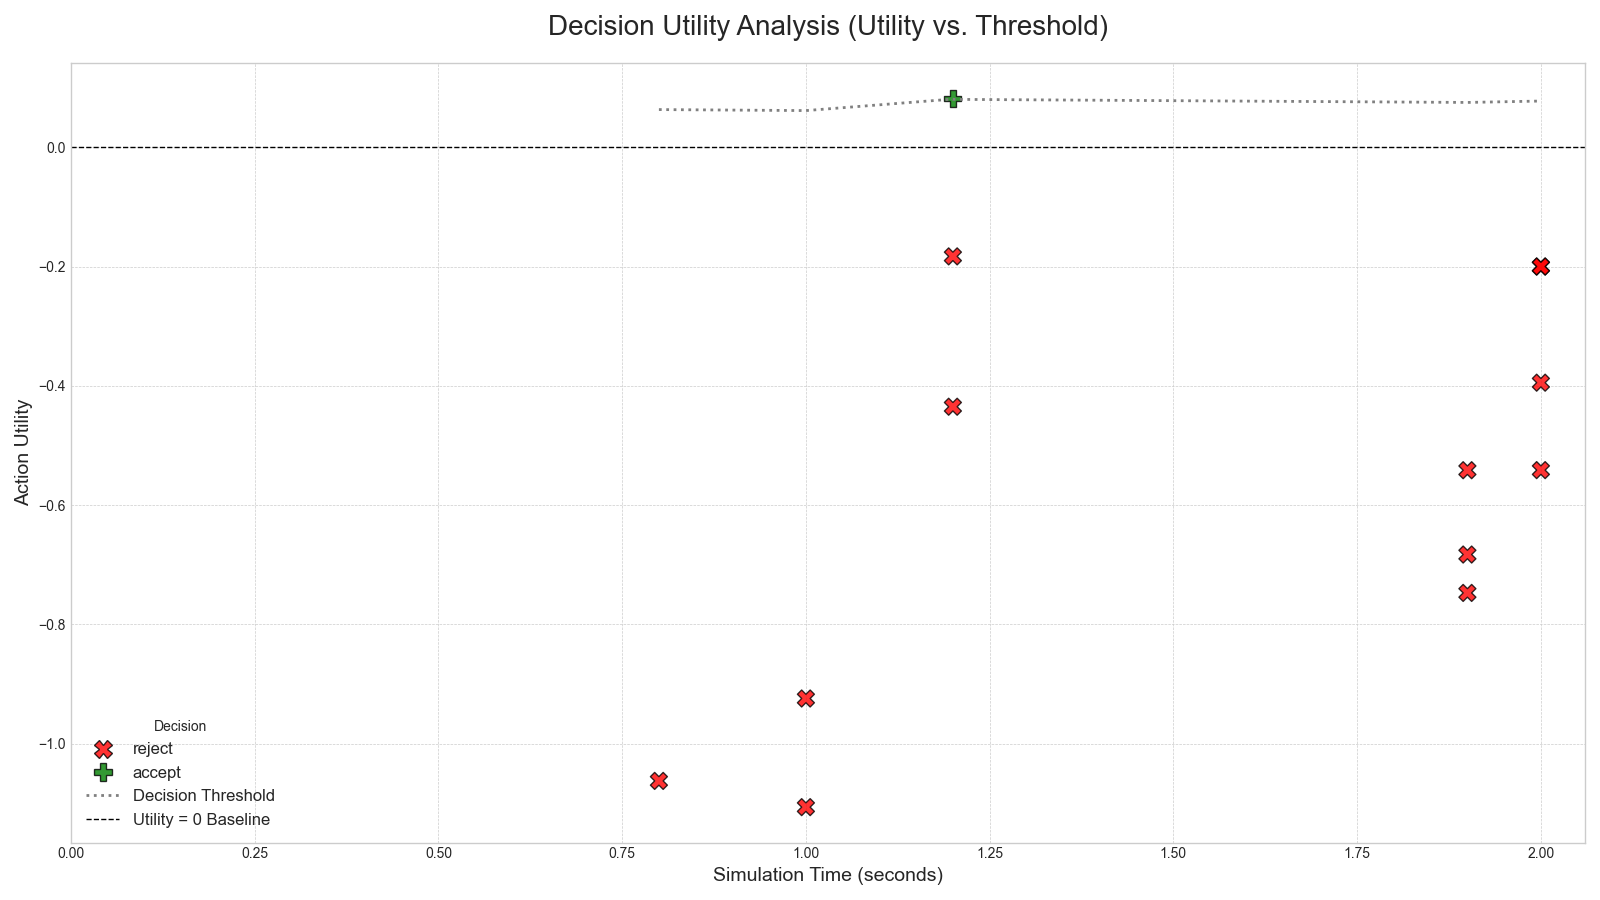 Decision Utility Analysis (Utility vs. Threshold)
Action Utility
0.0
−0.2
−0.4
−0.6
−0.8
−1.0
Decision
reject
accept
Decision Threshold
Utility = 0 Baseline
0.00 0.25 0.50 0.75 1.00 1.25 1.50 1.75 2.00
Simulation Time (seconds)